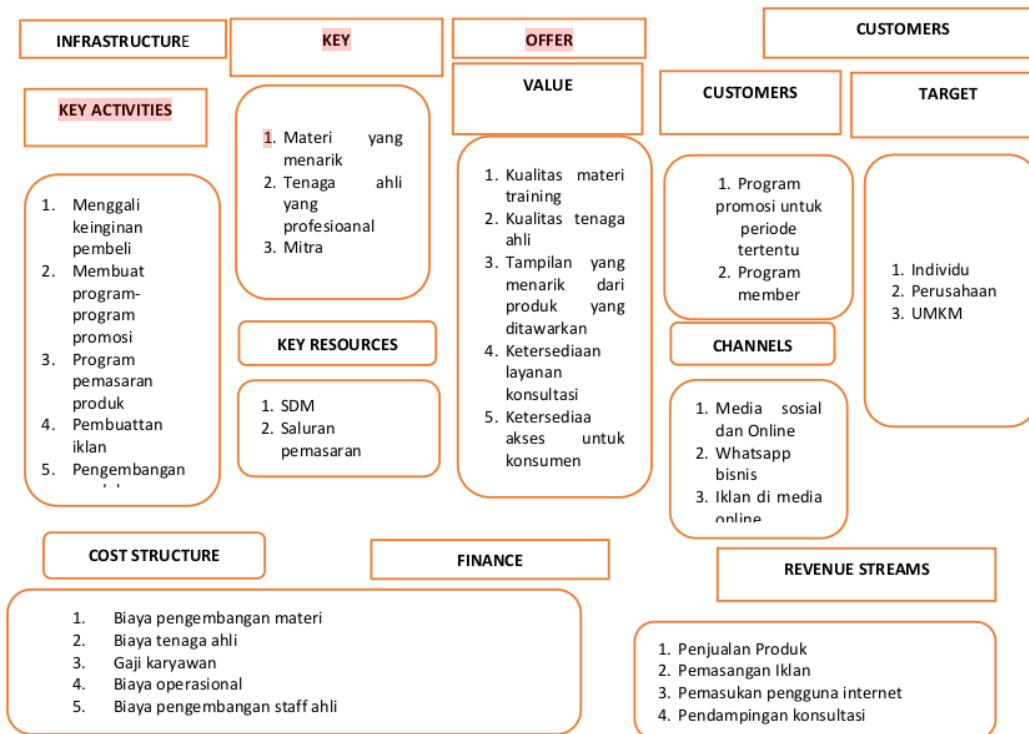 INFRASTRUCTURE
KEY
OFFER
CUSTOMERS
KEY ACTIVITIES
1. Menggali
keinginan
pembeli
2. Membuat
program-
program
promosi
3. Program
pemasaran
produk
4. Pembuattan
iklan
5. Pengembangan
1. Materi yang
menarik
2. Tenaga ahli
yang
profesioanal
3. Mitra
KEY RESOURCES
1. SDM
2. Saluran
pemasaran
VALUE
1. Kualitas materi
training
2. Kualitas tenaga
ahli
3. Tampilan yang
menarik dari
produk yang
ditawarkan
4. Ketersediaan
layanan
konsultasi
5. Ketersediaa
akses untuk
konsumen
CUSTOMERS
1. Program
promosi untuk
periode
tertentu
2. Program
member
CHANNELS
1. Media sosial
dan Online
2. Whatsapp
bisnis
3. Iklan di media
online
TARGET
1. Individu
2. Perusahaan
3. UMKM
COST STRUCTURE
FINANCE
REVENUE STREAMS
1. Biaya pengembangan materi
2. Biaya tenaga ahli
3. Gaji karyawan
4. Biaya operasional
5. Biaya pengembangan staff ahli
1. Penjualan Produk
2. Pemasangan Iklan
3. Pemasukan pengguna internet
4. Pendampingan konsultasi